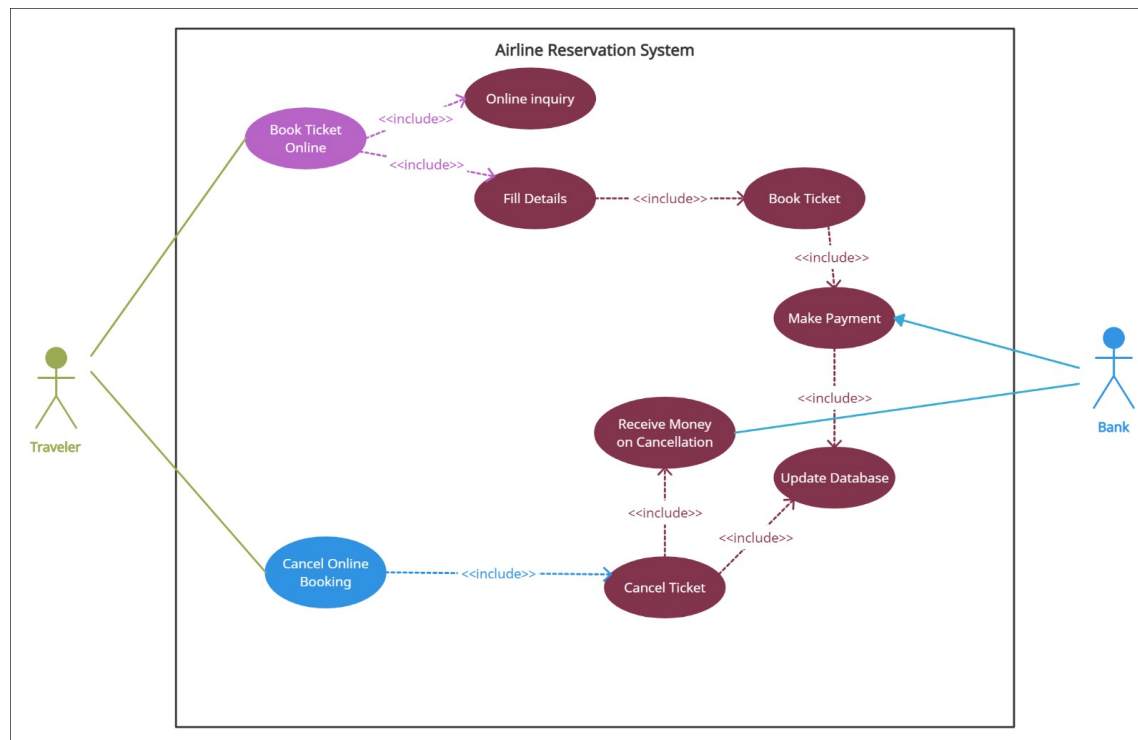 Airline Reservation System
Online inquiry
<<include>>
Book Ticket
Online
<<include>>
Fill Details
<<include>>
Book Ticket
<<include>>
Make Payment
<<include>>
Receive Money
on Cancellation
Traveler
Bank
Update Database
<<include>>
<<include>>
Cancel Online
Booking
<<include>>
Cancel Ticket